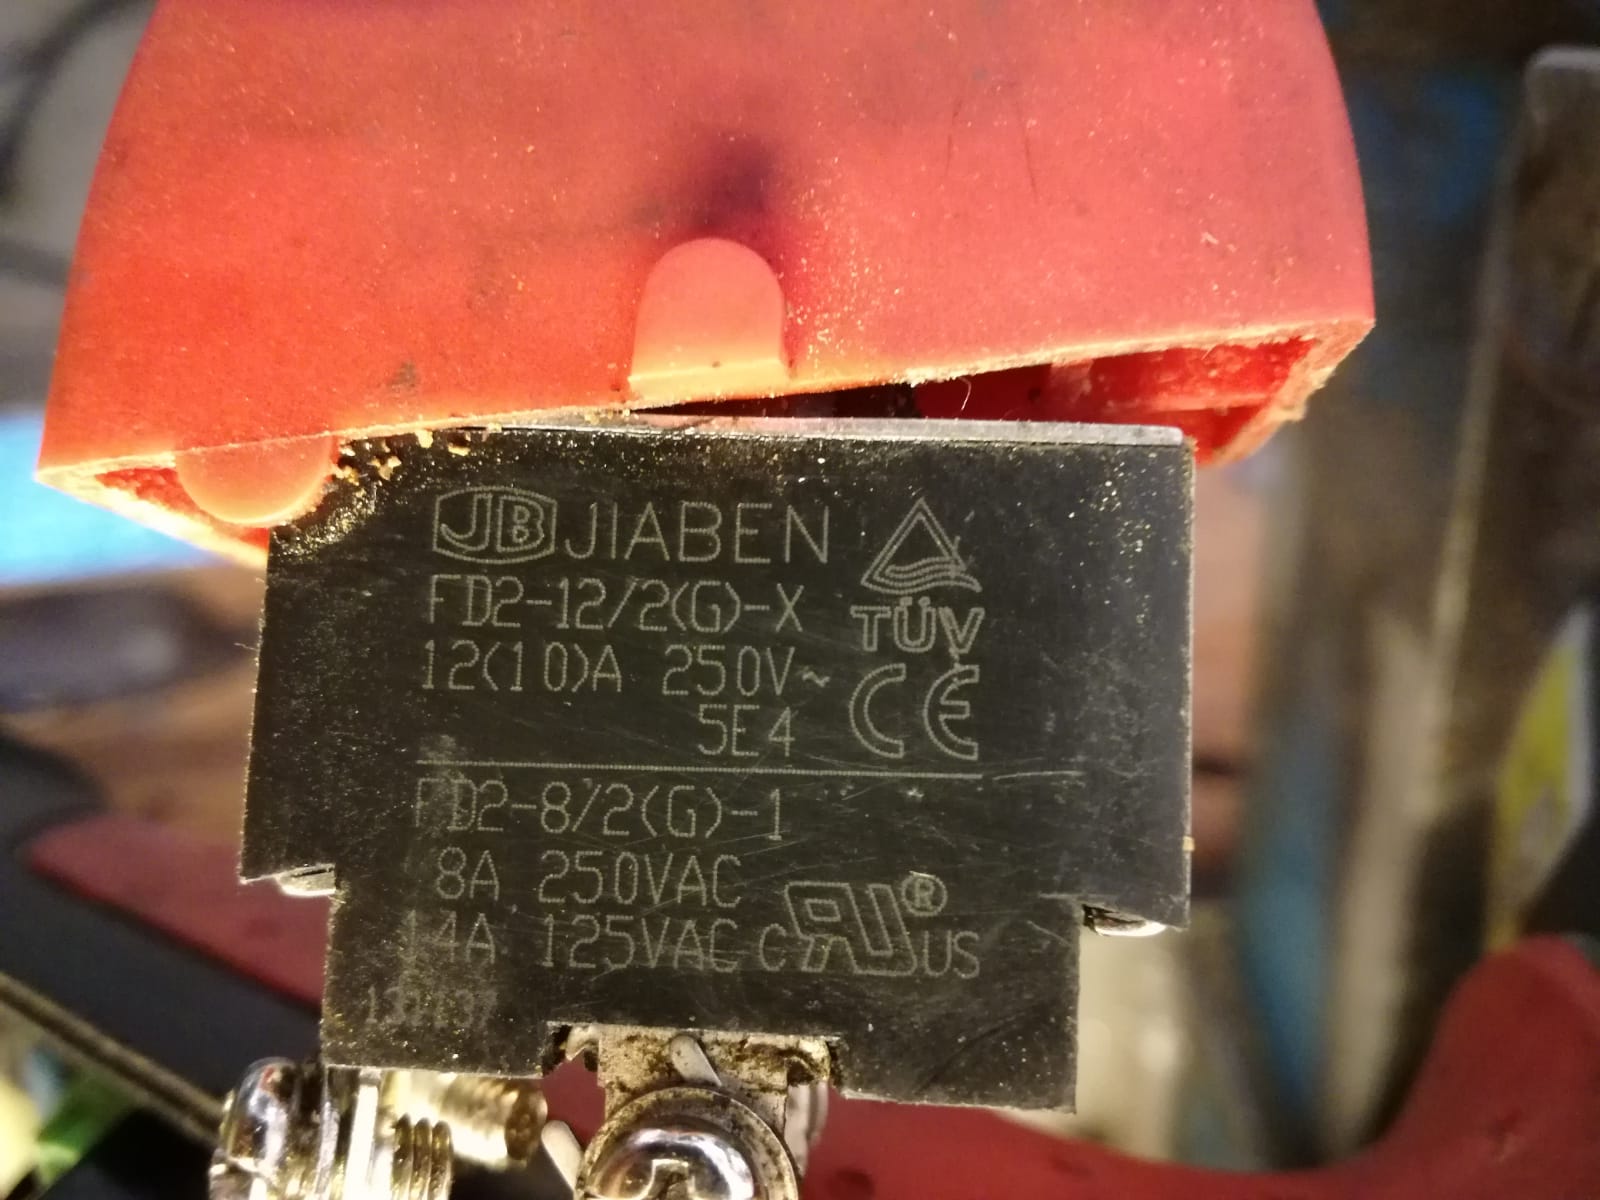 JB JIABEN
FD2-12/2(G)-X
TÜV
12(10)A 250V~
CE
5E4
FD2-8/2(G)-1
8A 250VAC
14A 125VAC c RU® US